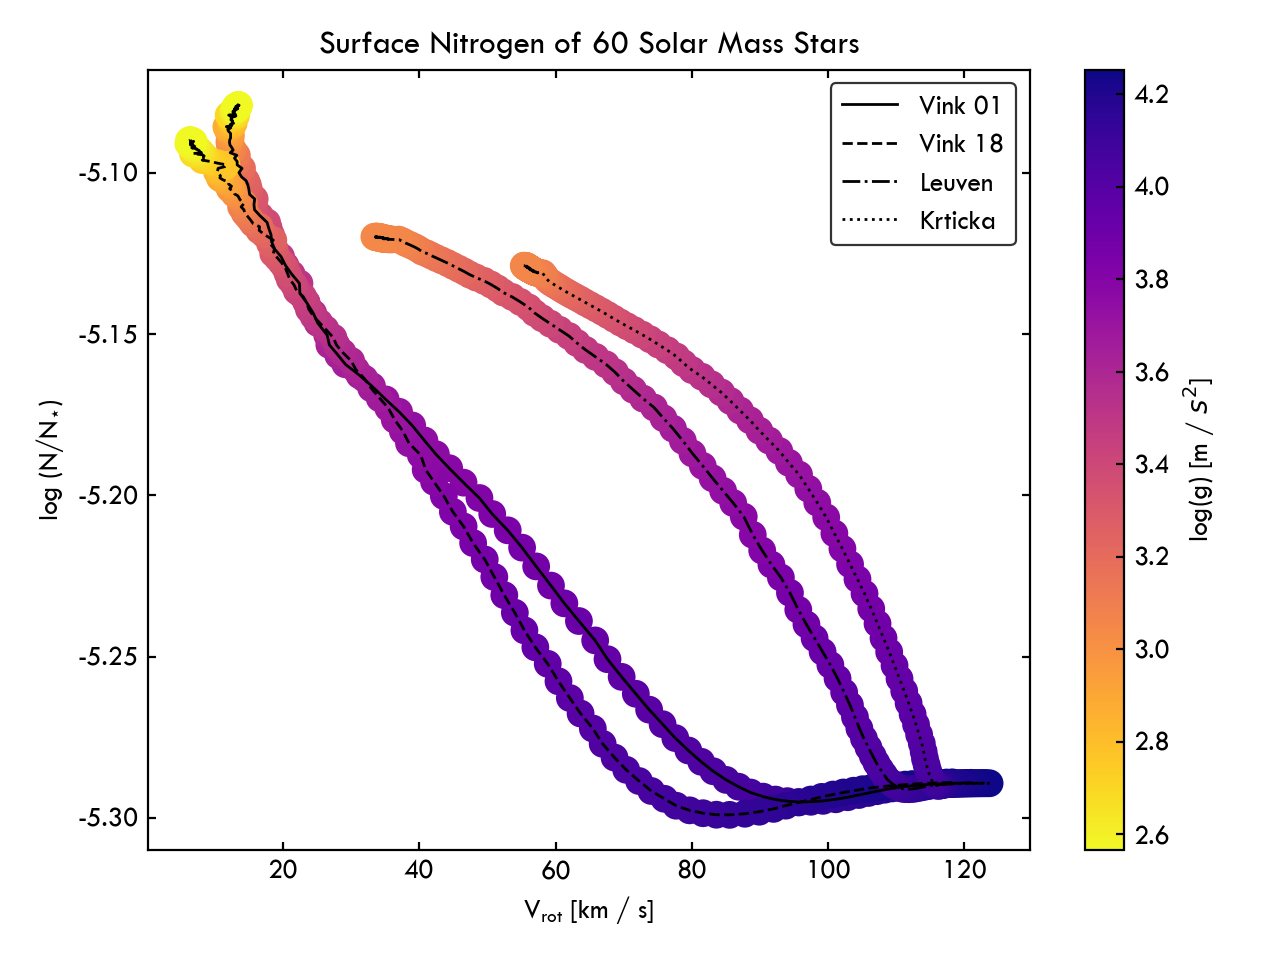 Surface Nitrogen of 60 Solar Mass Stars
Vink 01
Vink 18
Leuven
Krticka
-5.10
-5.15
-5.20
-5.25
-5.30
log (N/N⋆)
20
40
60
80
100
120
V_rot [km / s]
4.2
4.0
3.8
3.6
3.4
3.2
3.0
2.8
2.6
log(g) [m / s²]